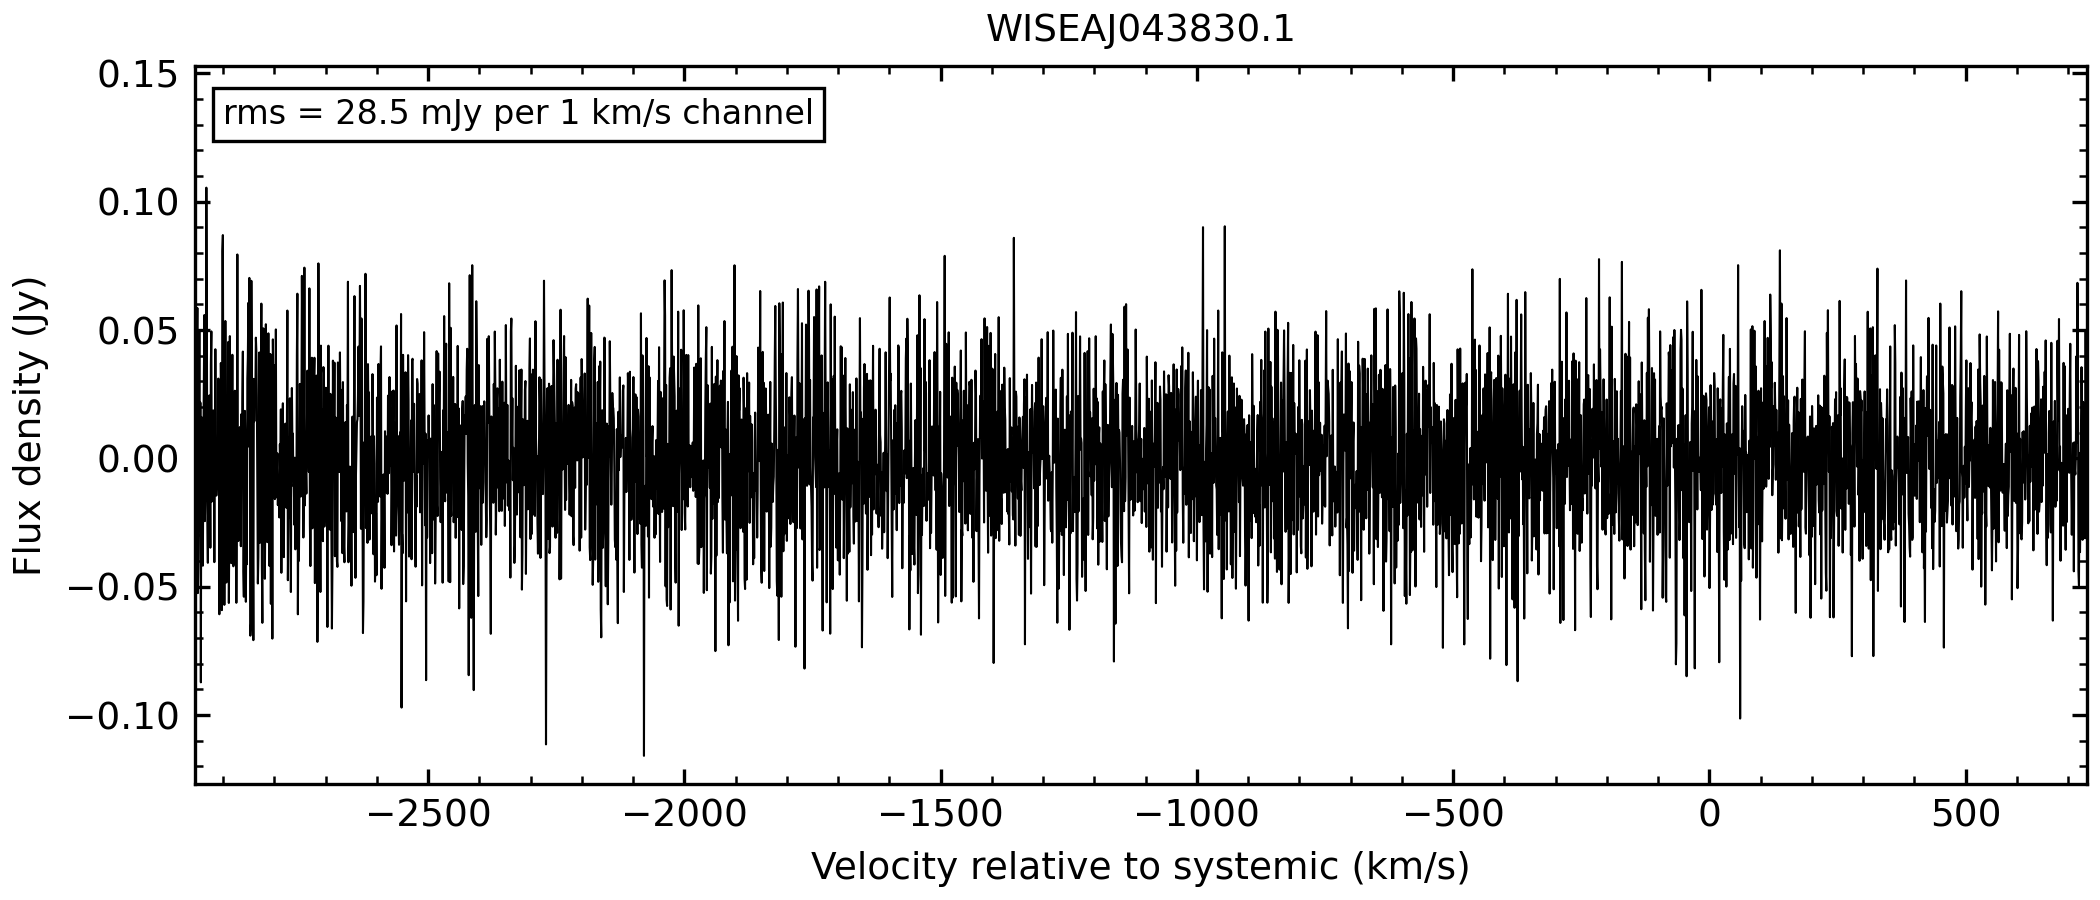 WISEAJ043830.1
rms = 28.5 mJy per 1 km/s channel
0.15
0.10
0.05
0.00
−0.05
−0.10
Flux density (Jy)
−2500 −2000 −1500 −1000 −500 0 500
Velocity relative to systemic (km/s)